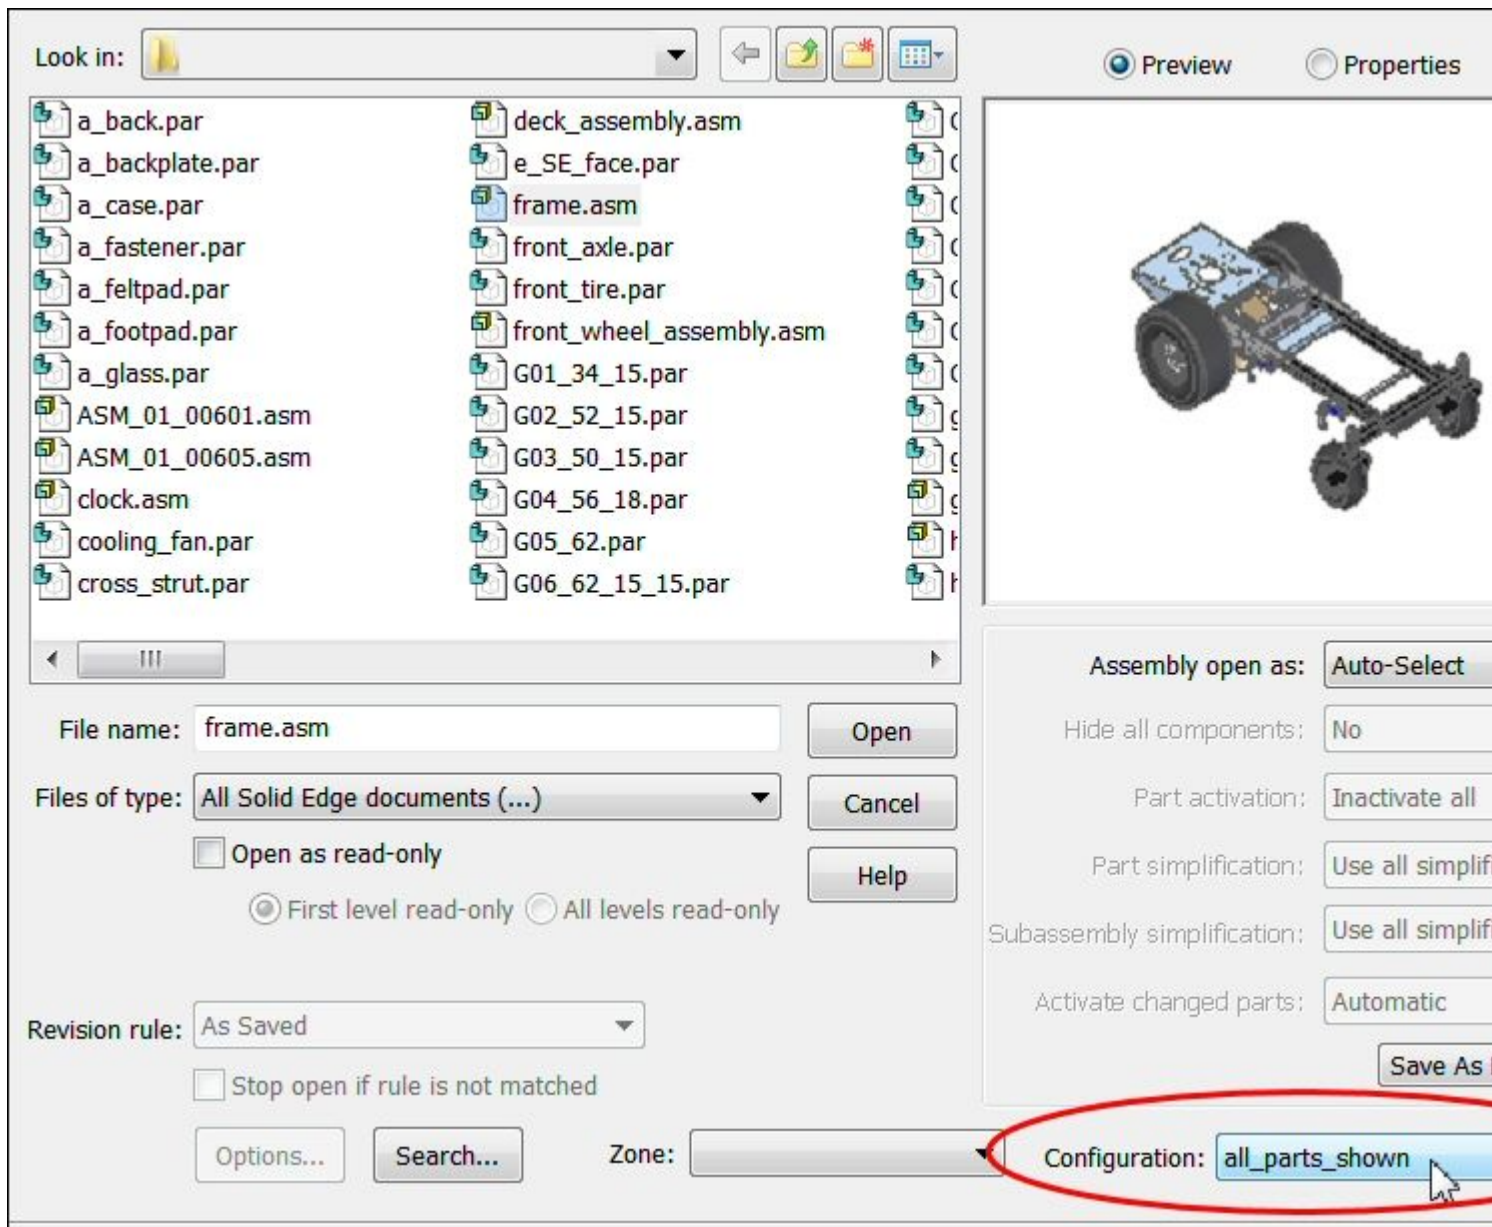 Look in:
Preview
Properties
a_back.par
a_backplate.par
a_case.par
a_fastener.par
a_feltpad.par
a_footpad.par
a_glass.par
ASM_01_00601.asm
ASM_01_00605.asm
clock.asm
cooling_fan.par
cross_strut.par
deck_assembly.asm
e_SE_face.par
frame.asm
front_axle.par
front_tire.par
front_wheel_assembly.asm
G01_34_15.par
G02_52_15.par
G03_50_15.par
G04_56_18.par
G05_62.par
G06_62_15_15.par
File name: frame.asm
Open
Files of type: All Solid Edge documents (...)
Cancel
Open as read-only
Help
First level read-only All levels read-only
Revision rule: As Saved
Stop open if rule is not matched
Options... Search... Zone:
Assembly open as: Auto-Select
Hide all components: No
Part activation: Inactivate all
Part simplification: Use all
Subassembly simplification: Use all
Activate changed parts: Automatic
Save As
Configuration: all_parts_shown